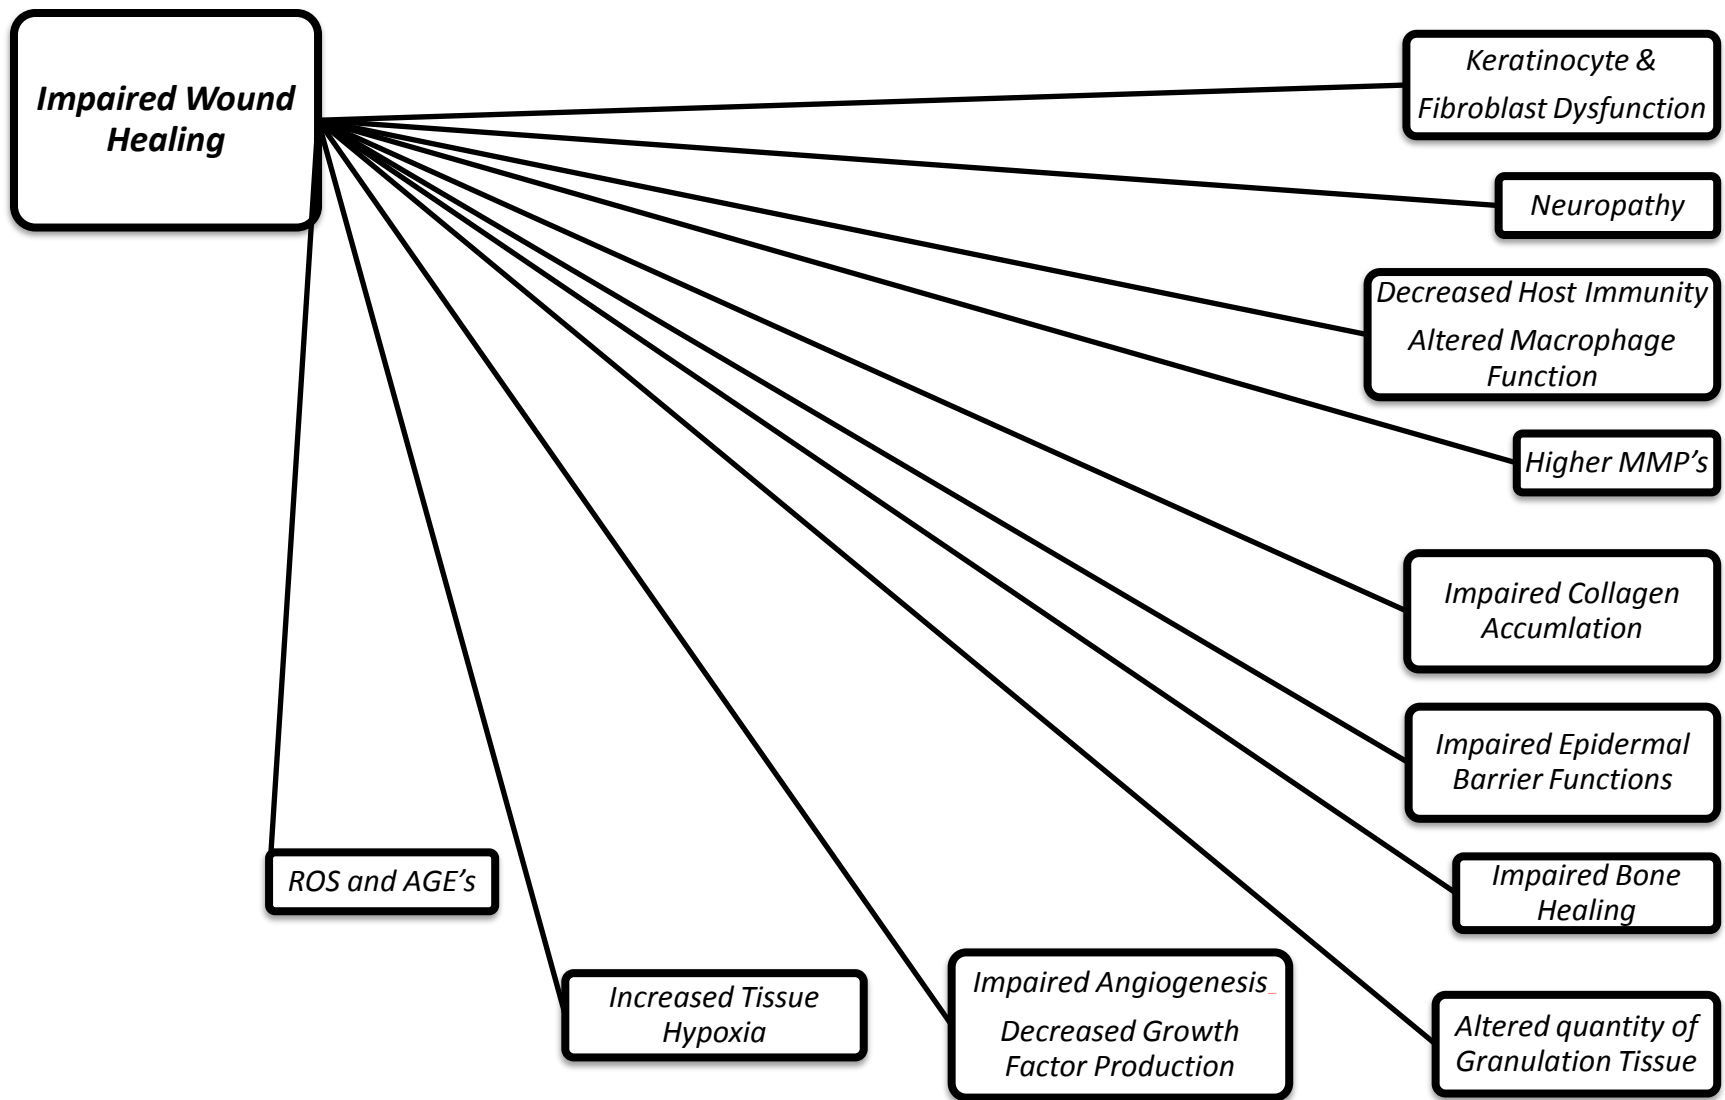 Impaired Wound
Healing
Keratinocyte &
Fibroblast Dysfunction
Neuropathy
Decreased Host Immunity
Altered Macrophage
Function
Higher MMP’s
Impaired Collagen
Accumlation
Impaired Epidermal
Barrier Functions
Impaired Bone
Healing
Altered quantity of
Granulation Tissue
Impaired Angiogenesis
Decreased Growth
Factor Production
Increased Tissue
Hypoxia
ROS and AGE’s